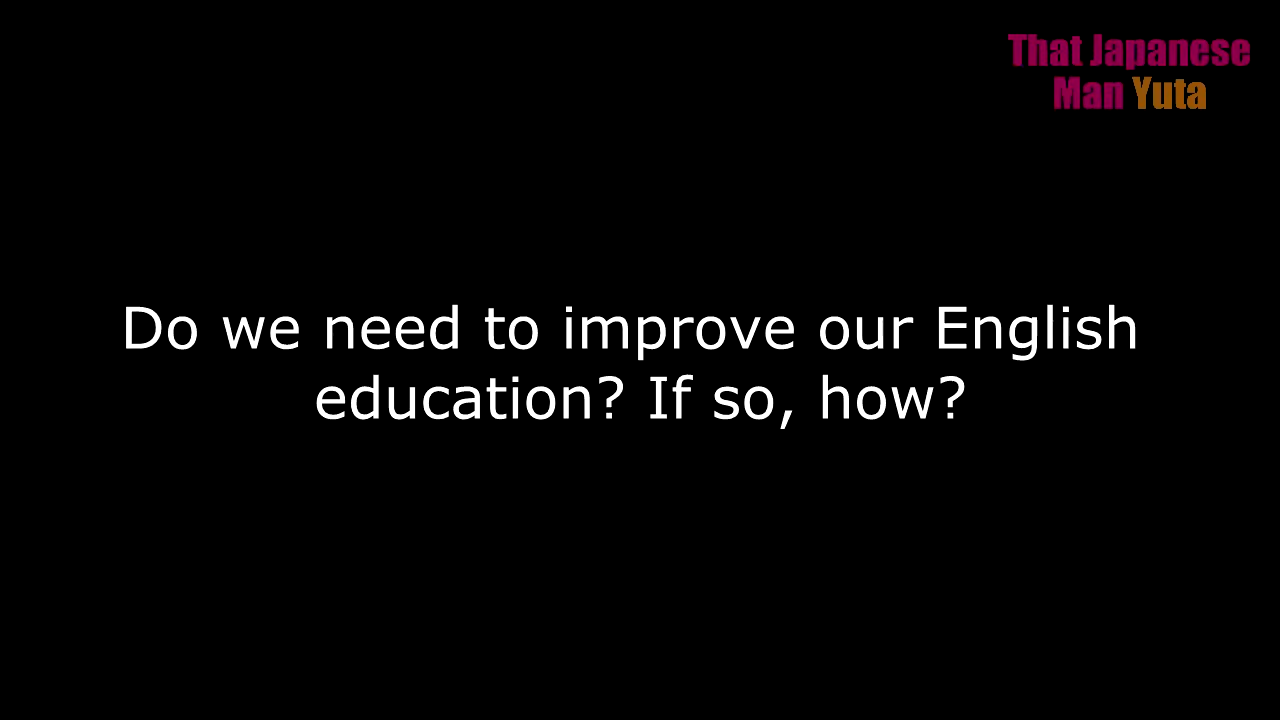 That Japanese
Man Yuta
Do we need to improve our English
education? If so, how?